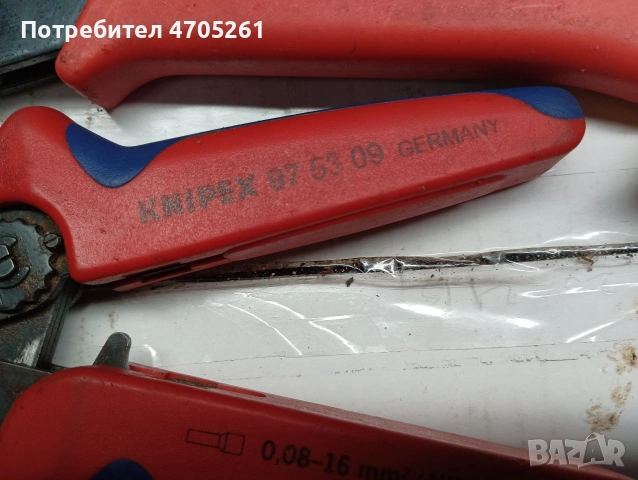 Потребител 4705261
KNIPEX 97 53 09 GERMANY
0,08-16 mm²
BAZAR